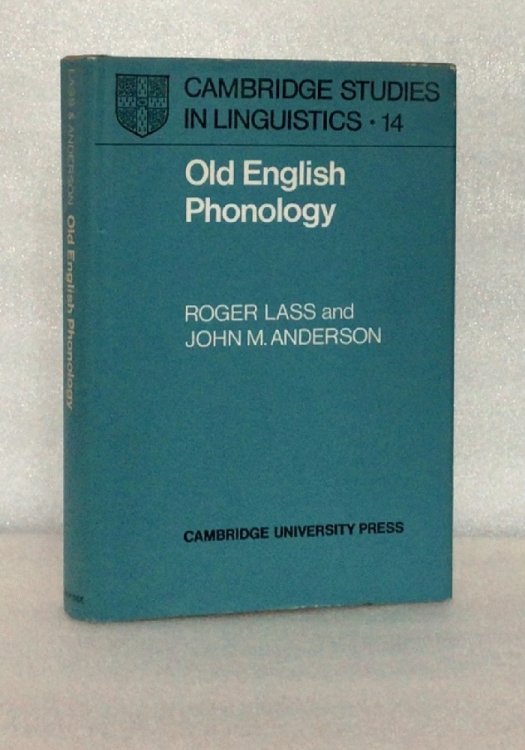 CAMBRIDGE STUDIES
IN LINGUISTICS · 14
Old English
Phonology
ROGER LASS and
JOHN M. ANDERSON
CAMBRIDGE UNIVERSITY PRESS
LASS & ANDERSON Old English Phonology